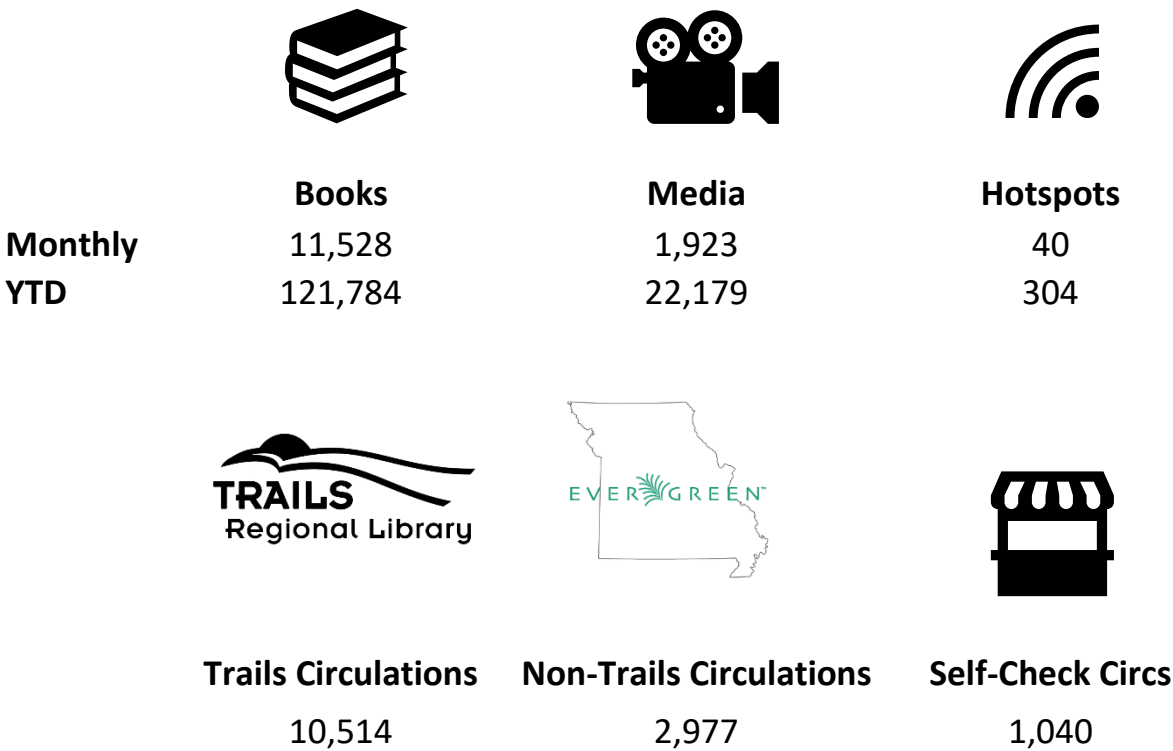 Books Media Hotspots
Monthly 11,528 1,923 40
YTD 121,784 22,179 304
TRAILS
Regional Library
EVERGREEN™
Trails Circulations Non-Trails Circulations Self-Check Circs
10,514 2,977 1,040